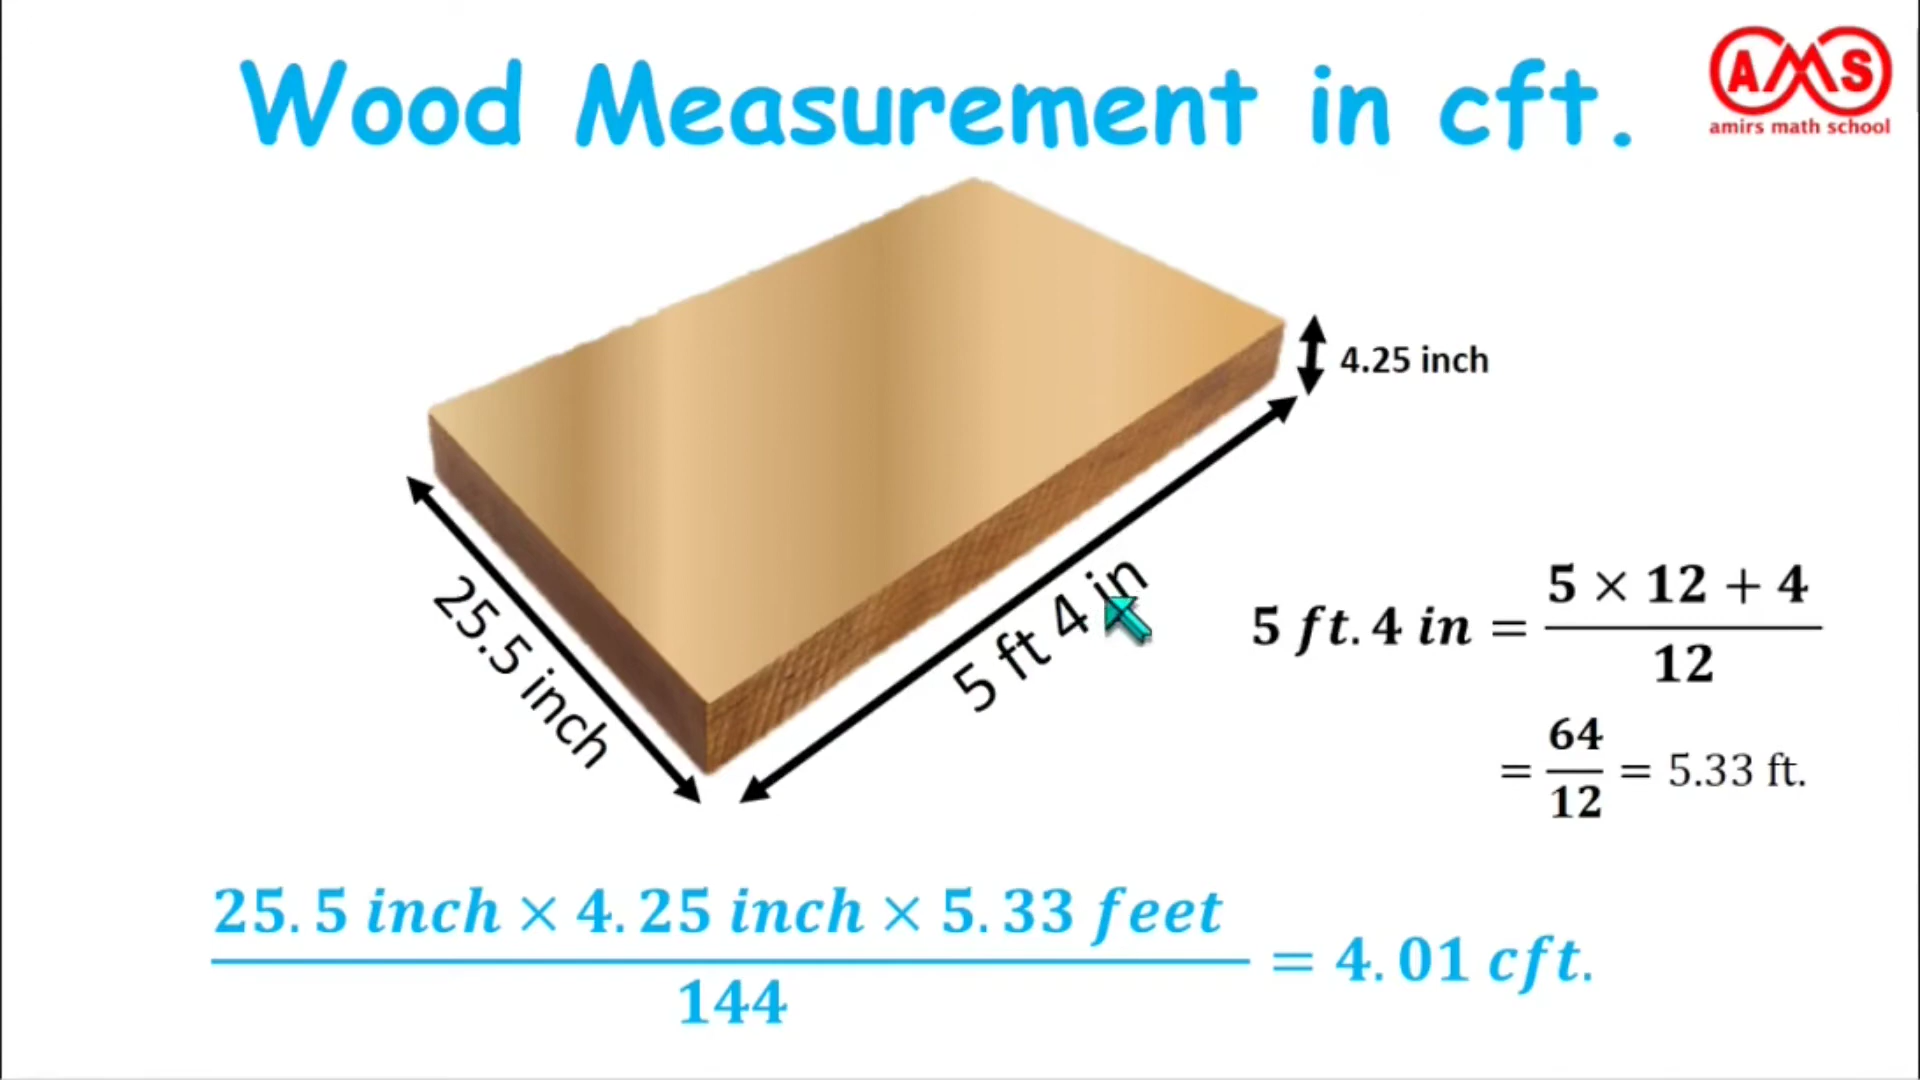 Wood Measurement in cft.
AMS
amirs math school
4.25 inch
25.5 inch
5 ft 4 in
5 ft. 4 in = 5 × 12 + 4
12
= 64
12 = 5.33 ft.
25.5 inch × 4.25 inch × 5.33 feet
144
= 4.01 cft.